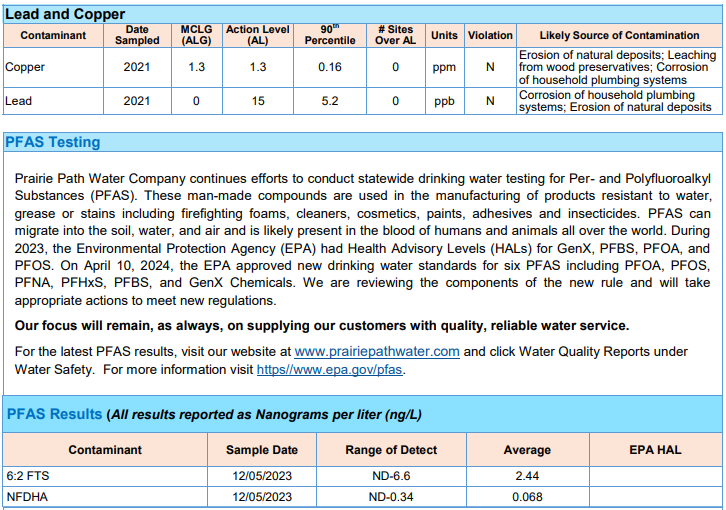 Lead and Copper
Contaminant Date Sampled MCLG (ALG) Action Level (AL) 90th Percentile # Sites Over AL Units Violation Likely Source of Contamination
Copper 2021 1.3 1.3 0.16 0 ppm N Erosion of natural deposits; Leaching
from wood preservatives; Corrosion
of household plumbing systems
Lead 2021 0 15 5.2 0 ppb N Corrosion of household plumbing
systems; Erosion of natural deposits
PFAS Testing
Prairie Path Water Company continues efforts to conduct statewide drinking water testing for Per- and Polyfluoroalkyl
Substances (PFAS). These man-made compounds are used in the manufacturing of products resistant to water,
grease or stains including firefighting foams, cleaners, cosmetics, paints, adhesives and insecticides. PFAS can
migrate into the soil, water, and air and is likely present in the blood of humans and animals all over the world. During
2023, the Environmental Protection Agency (EPA) had Health Advisory Levels (HALs) for GenX, PFBS, PFOA, and
PFOS. On April 10, 2024, the EPA approved new drinking water standards for six PFAS including PFOA, PFOS,
PFNA, PFHxS, PFBS, and GenX Chemicals. We are reviewing the components of the new rule and will take
appropriate actions to meet new regulations.
Our focus will remain, as always, on supplying our customers with quality, reliable water service.
For the latest PFAS results, visit our website at www.prairiepathwater.com and click Water Quality Reports under
Water Safety. For more information visit https//www.epa.gov/pfas.
PFAS Results (All results reported as Nanograms per liter (ng/L)
Contaminant Sample Date Range of Detect Average EPA HAL
6:2 FTS 12/05/2023 ND-6.6 2.44
NFDHA 12/05/2023 ND-0.34 0.068